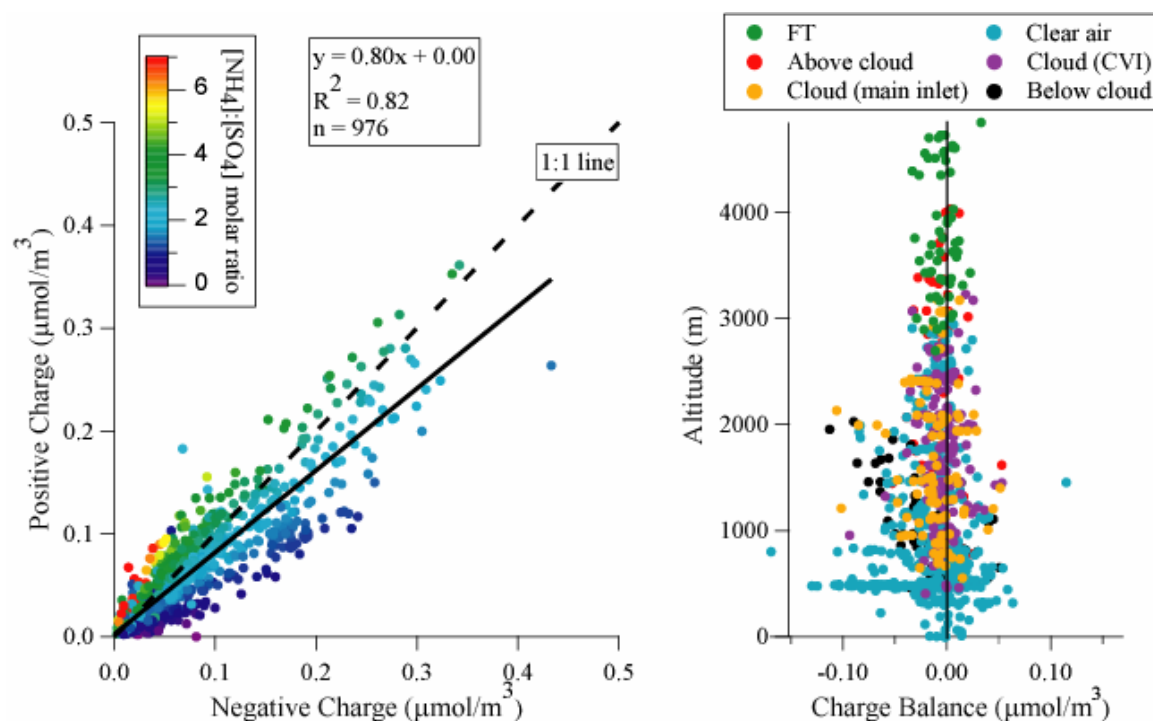 [NH₄]:[SO₄] molar ratio
6
4
2
0
y = 0.80x + 0.00
R² = 0.82
n = 976
1:1 line
Positive Charge (μmol/m³)
0.5
0.4
0.3
0.2
0.1
0.0
0.0 0.1 0.2 0.3 0.4 0.5
Negative Charge (μmol/m³)
FT
Above cloud
Cloud (main inlet)
Clear air
Cloud (CVI)
Below cloud
Altitude (m)
4000
3000
2000
1000
0
-0.10 0.00 0.10
Charge Balance (μmol/m³)